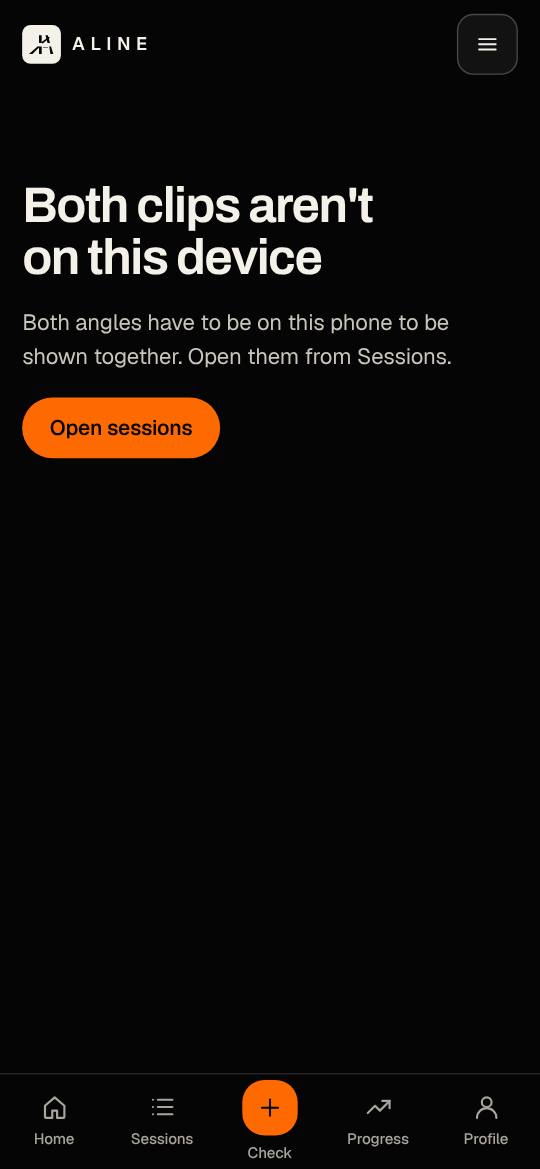 ALINE
Both clips aren't
on this device
Both angles have to be on this phone to be
shown together. Open them from Sessions.
Open sessions
Home
Sessions
Check
Progress
Profile